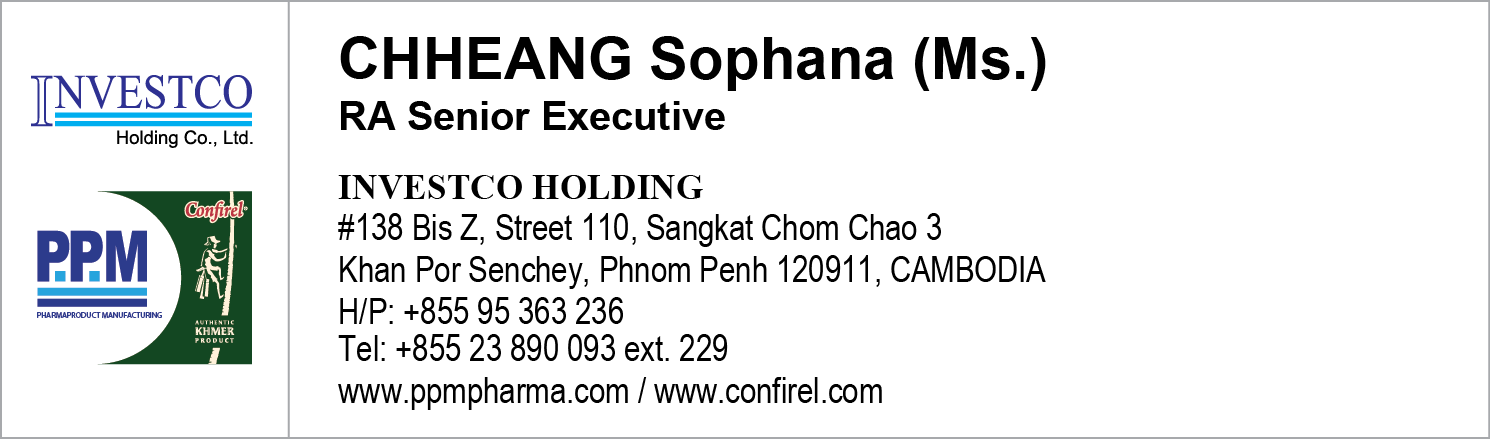 INVESTCO
Holding Co., Ltd.
P.P.M
PHARMAPRODUCT MANUFACTURING
Confirel®
AUTHENTIC
KHMER
PRODUCT
CHHEANG Sophana (Ms.)
RA Senior Executive
INVESTCO HOLDING
#138 Bis Z, Street 110, Sangkat Chom Chao 3
Khan Por Senchey, Phnom Penh 120911, CAMBODIA
H/P: +855 95 363 236
Tel: +855 23 890 093 ext. 229
www.ppmpharma.com / www.confirel.com